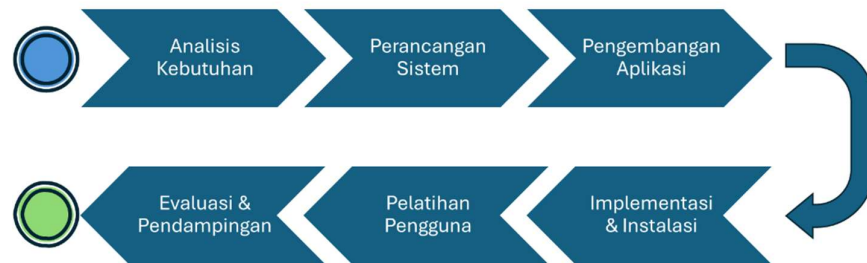 Analisis
Kebutuhan
Perancangan
Sistem
Pengembangan
Aplikasi
Implementasi
& Instalasi
Pelatihan
Pengguna
Evaluasi &
Pendampingan